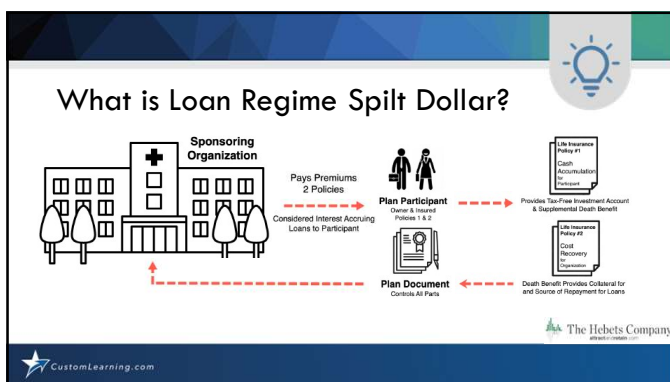 What is Loan Regime Spilt Dollar?
Sponsoring
Organization
Pays Premiums
2 Policies
Considered Interest Accruing
Loans to Participant
Plan Participant
Owner & Insured
Policies 1 & 2
Life Insurance
Policy #1
Cash
Accumulation
for
Participant
Provides Tax-Free Investment Account
& Supplemental Death Benefit
Plan Document
Controls All Parts
Life Insurance
Policy #2
Cost
Recovery
for
Organization
Death Benefit Provides Collateral for
and Source of Repayment for Loans
The Hebets Company
attractandretain.com
CustomLearning.com